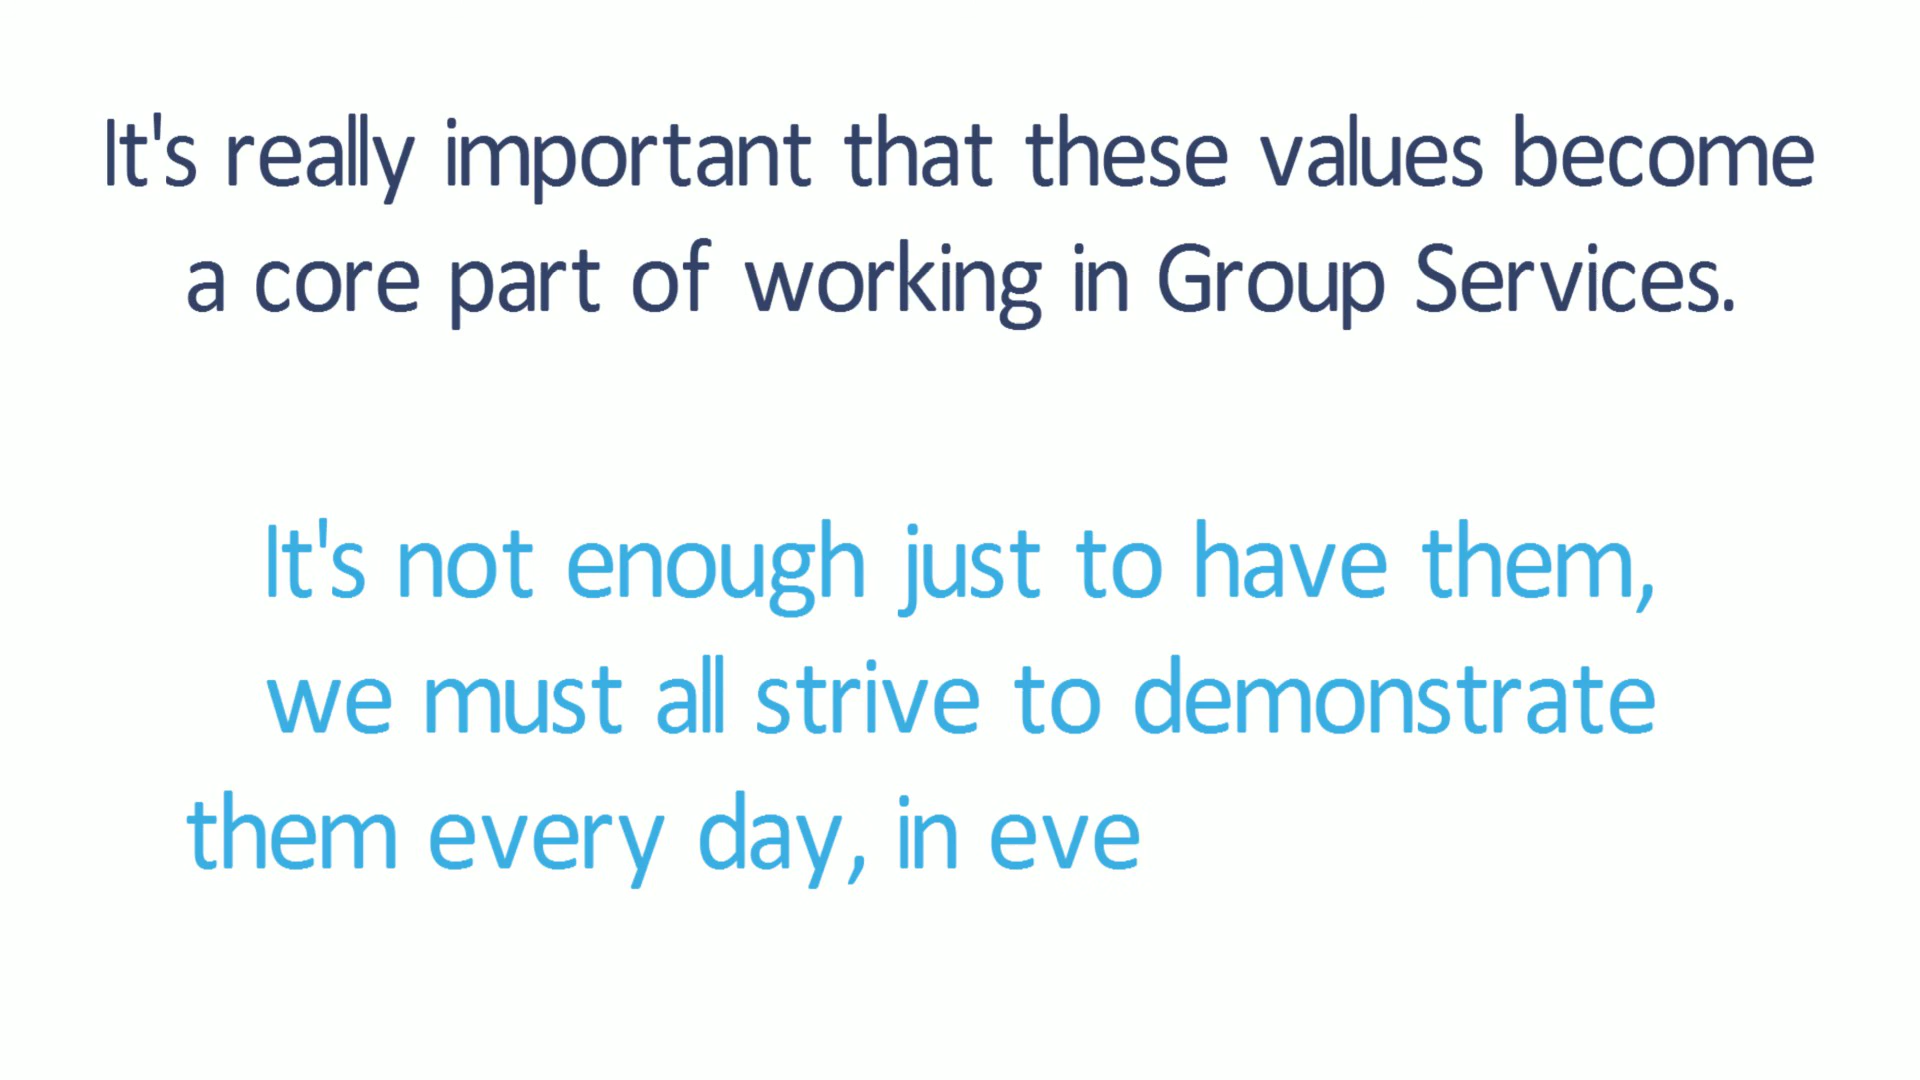 It's really important that these values become
a core part of working in Group Services.
It's not enough just to have them,
we must all strive to demonstrate
them every day, in eve